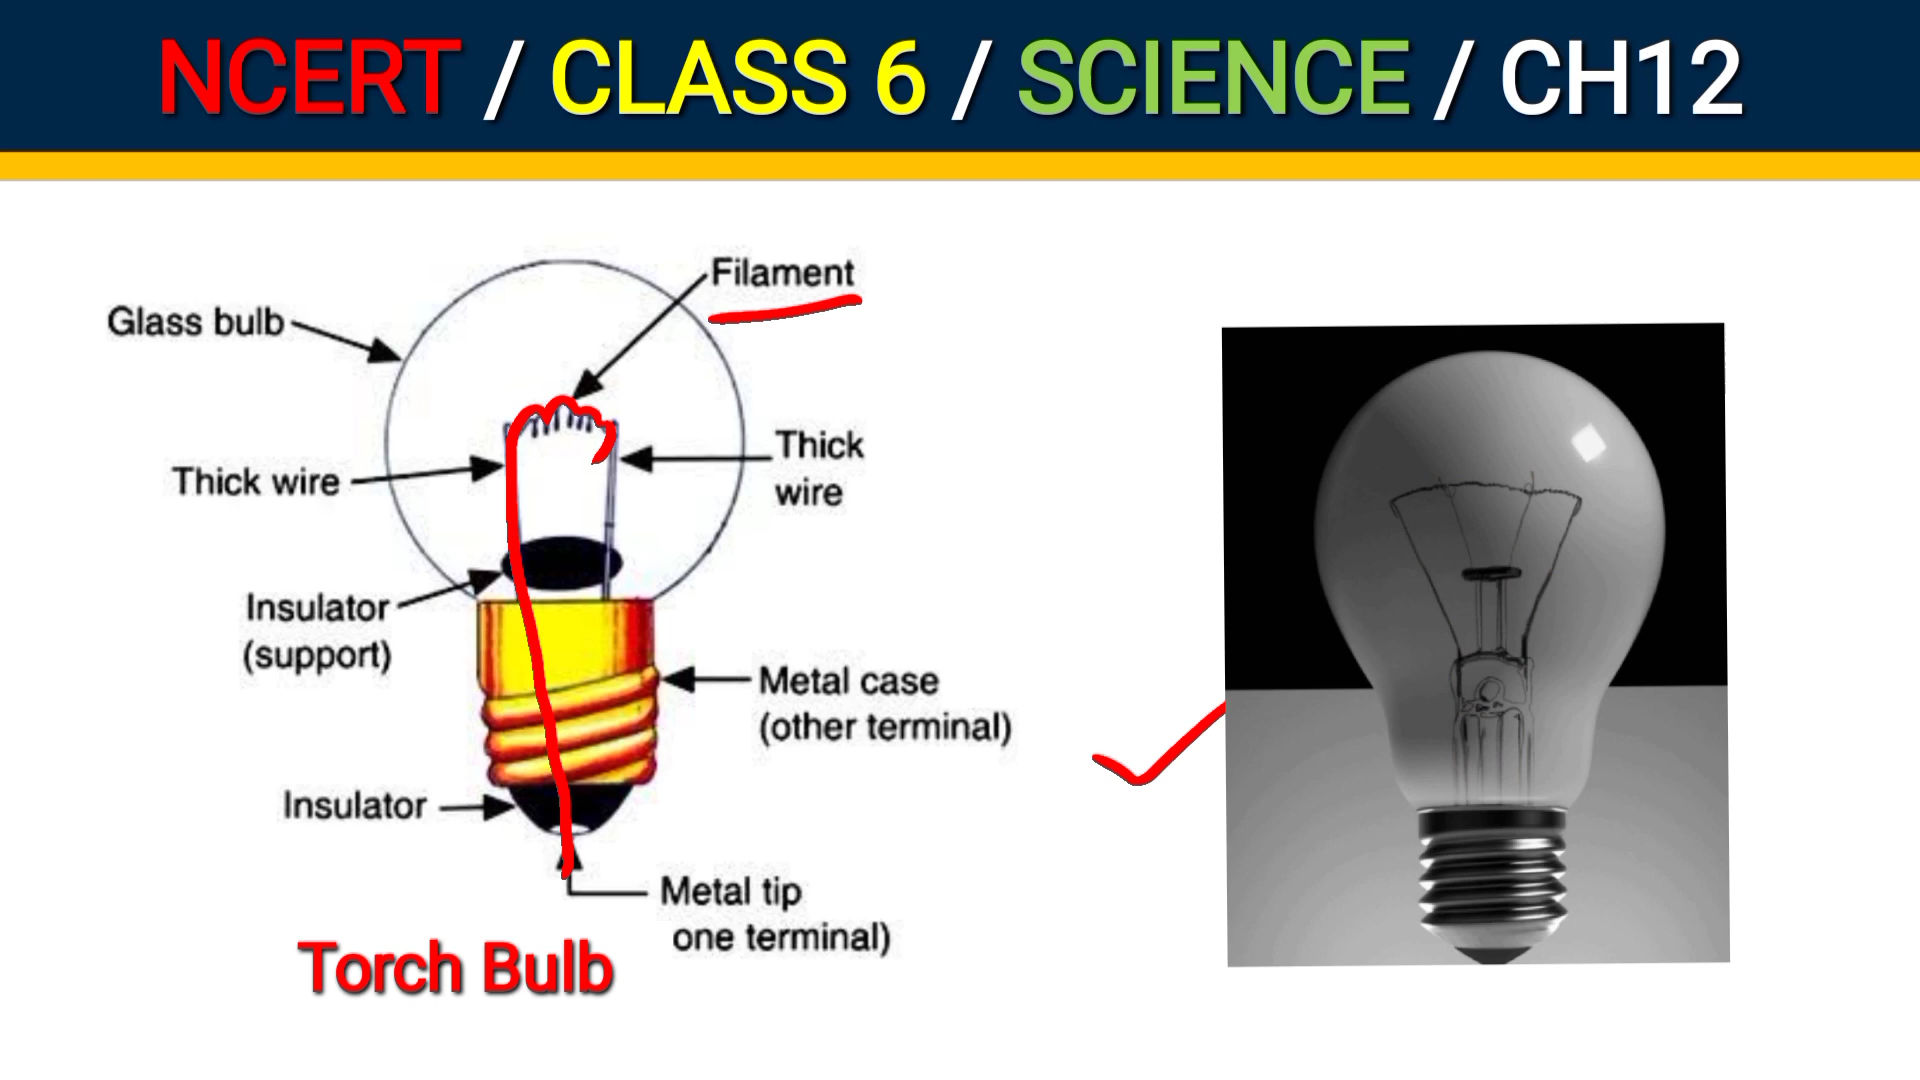 NCERT / CLASS 6 / SCIENCE / CH12
Filament
Glass bulb
Thick
wire
Thick wire
Insulator
(support)
Metal case
(other terminal)
Insulator
Metal tip
one terminal)
Torch Bulb